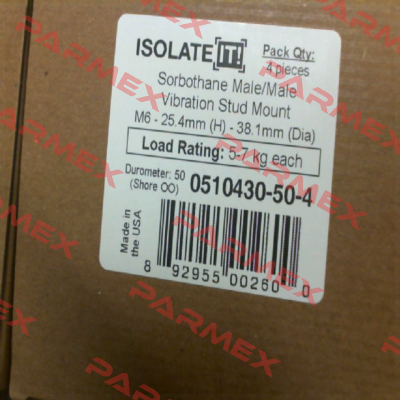 ISOLATE IT!
Pack Qty:
4 pieces
Sorbothane Male/Male
Vibration Stud Mount
M6 - 25.4mm (H) - 38.1mm (Dia)
Load Rating: 5-7 kg each
Durometer: 50
(Shore OO)
0510430-50-4
Made in
the USA
8 92955 00260 0
PARMEX
PARMEX
PARMEX
PARMEX
PARMEX
PARMEX
PARMEX